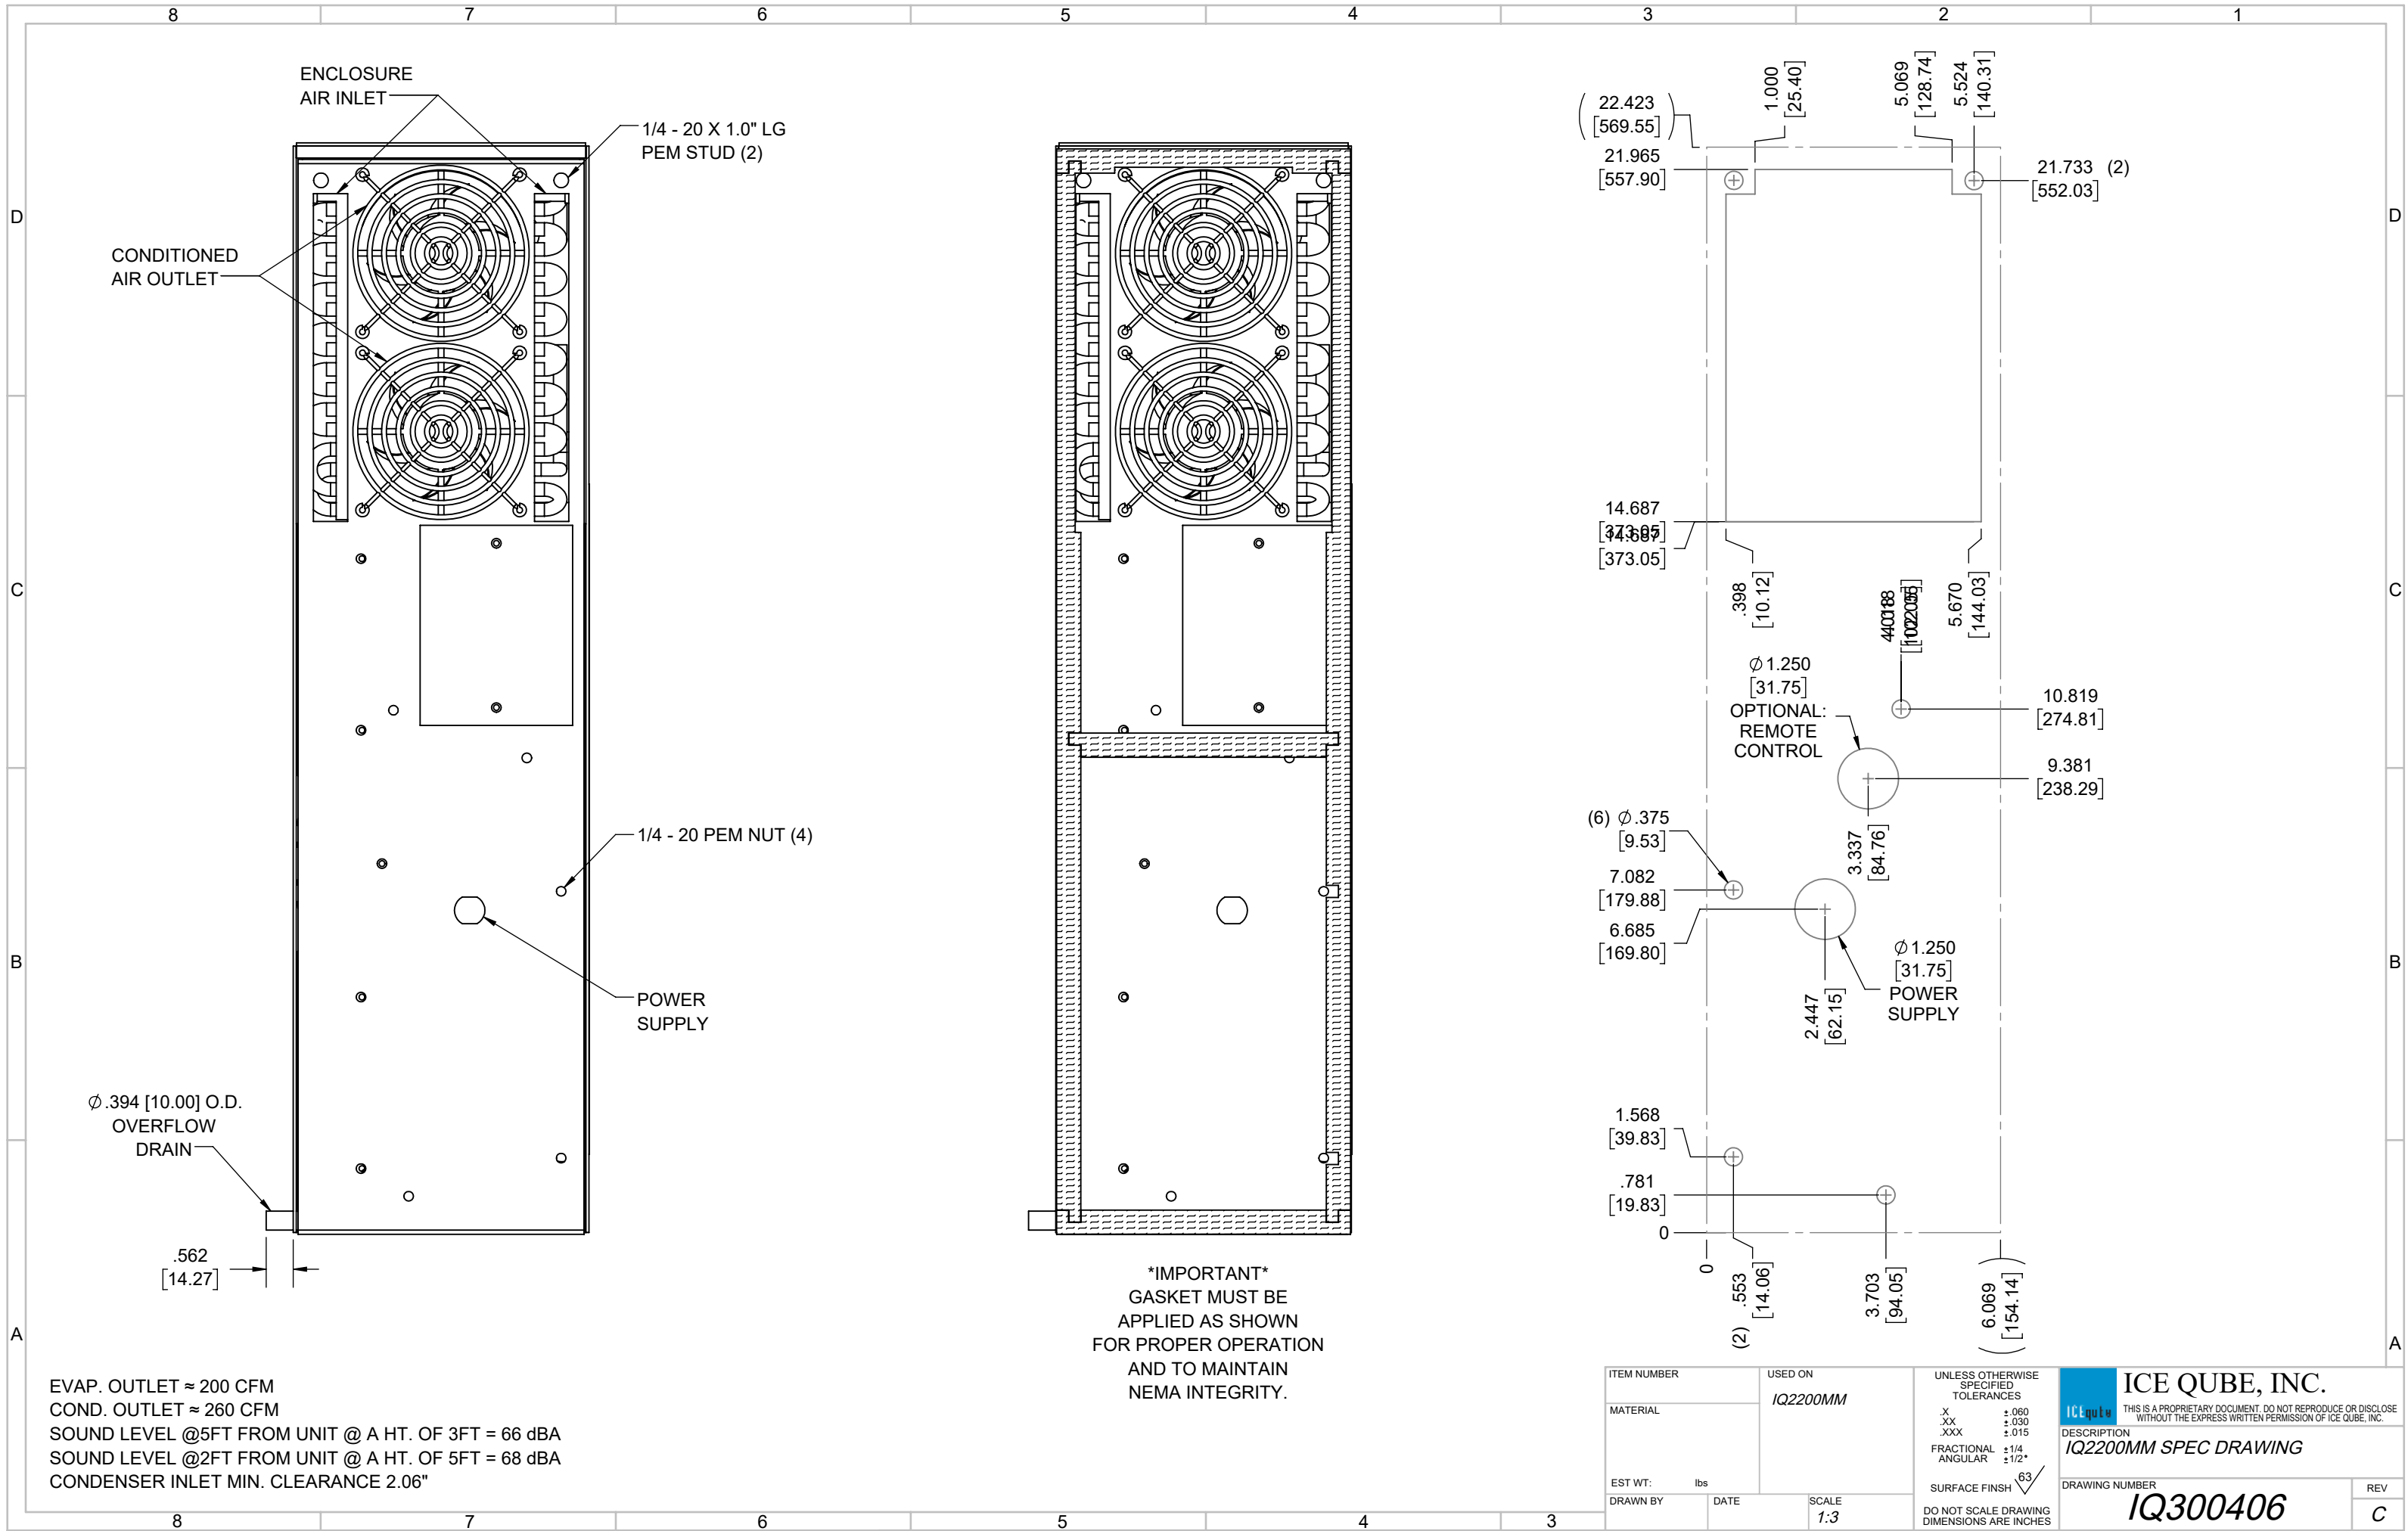 8 7 6 5 4 3 2 1
D
C
B
A
ENCLOSURE
AIR INLET
1/4 - 20 X 1.0" LG
PEM STUD (2)
CONDITIONED
AIR OUTLET
1/4 - 20 PEM NUT (4)
POWER
SUPPLY
∅.394 [10.00] O.D.
OVERFLOW
DRAIN
.562
[14.27]
*IMPORTANT*
GASKET MUST BE
APPLIED AS SHOWN
FOR PROPER OPERATION
AND TO MAINTAIN
NEMA INTEGRITY.
(22.423
[569.55])
1.000
[25.40]
5.069
[128.74]
5.524
[140.31]
21.965
[557.90]
21.733 (2)
[552.03]
14.687
14.687
[373.05]
.398
[10.12]
5.670
[144.03]
∅1.250
[31.75]
OPTIONAL:
REMOTE
CONTROL
10.819
[274.81]
9.381
[238.29]
3.337
[84.76]
(6) ∅.375
[9.53]
7.082
[179.88]
6.685
[169.80]
∅1.250
[31.75]
POWER
SUPPLY
2.447
[62.15]
1.568
[39.83]
.781
[19.83]
0
0
(2) .553
[14.06]
3.703
[94.05]
(6.069
[154.14])
D
C
B
A
EVAP. OUTLET ≈ 200 CFM
COND. OUTLET ≈ 260 CFM
SOUND LEVEL @5FT FROM UNIT @ A HT. OF 3FT = 66 dBA
SOUND LEVEL @2FT FROM UNIT @ A HT. OF 5FT = 68 dBA
CONDENSER INLET MIN. CLEARANCE 2.06"
ITEM NUMBER
MATERIAL
EST WT: lbs
DRAWN BY
DATE
USED ON
IQ2200MM
SCALE
1:3
UNLESS OTHERWISE
SPECIFIED
TOLERANCES
.X ±.060
.XX ±.030
.XXX ±.015
FRACTIONAL ±1/4
ANGULAR ±1/2°
SURFACE FINSH 63
DO NOT SCALE DRAWING
DIMENSIONS ARE INCHES
ICEqube
ICE QUBE, INC.
THIS IS A PROPRIETARY DOCUMENT. DO NOT REPRODUCE OR DISCLOSE
WITHOUT THE EXPRESS WRITTEN PERMISSION OF ICE QUBE, INC.
DESCRIPTION
IQ2200MM SPEC DRAWING
DRAWING NUMBER
IQ300406
REV
C
8 7 6 5 4 3